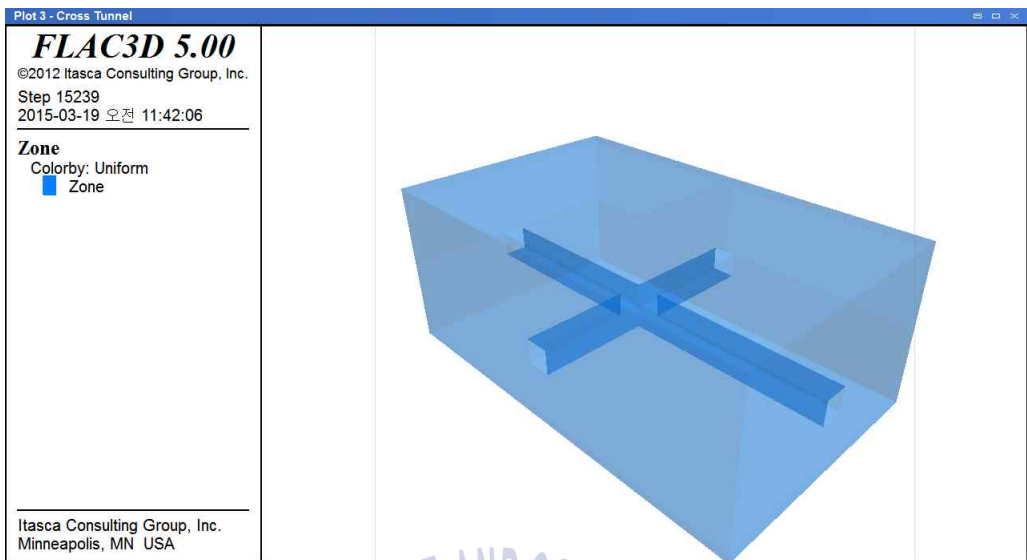 Plot 3 - Cross Tunnel
FLAC3D 5.00
©2012 Itasca Consulting Group, Inc.
Step 15239
2015-03-19 오전 11:42:06
Zone
Colorby: Uniform
Zone
Itasca Consulting Group, Inc.
Minneapolis, MN USA